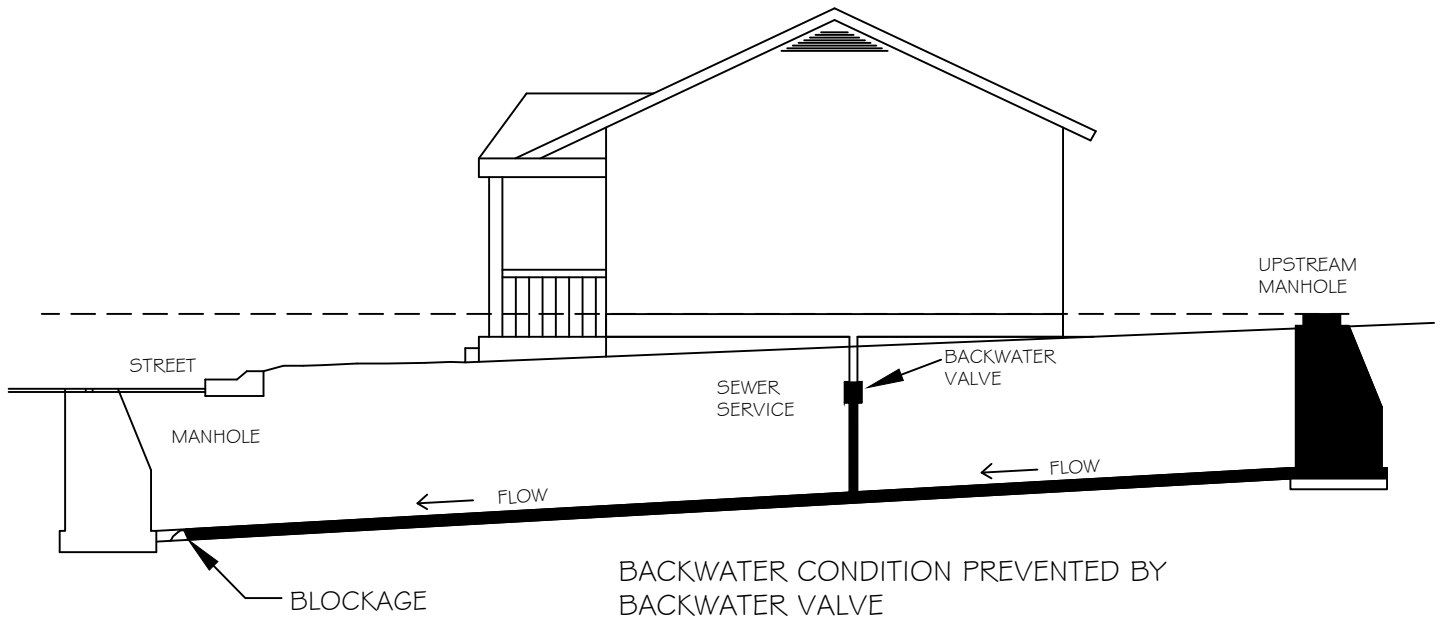 UPSTREAM
MANHOLE
STREET
BACKWATER
VALVE
SEWER
SERVICE
MANHOLE
FLOW
FLOW
BLOCKAGE
BACKWATER CONDITION PREVENTED BY
BACKWATER VALVE